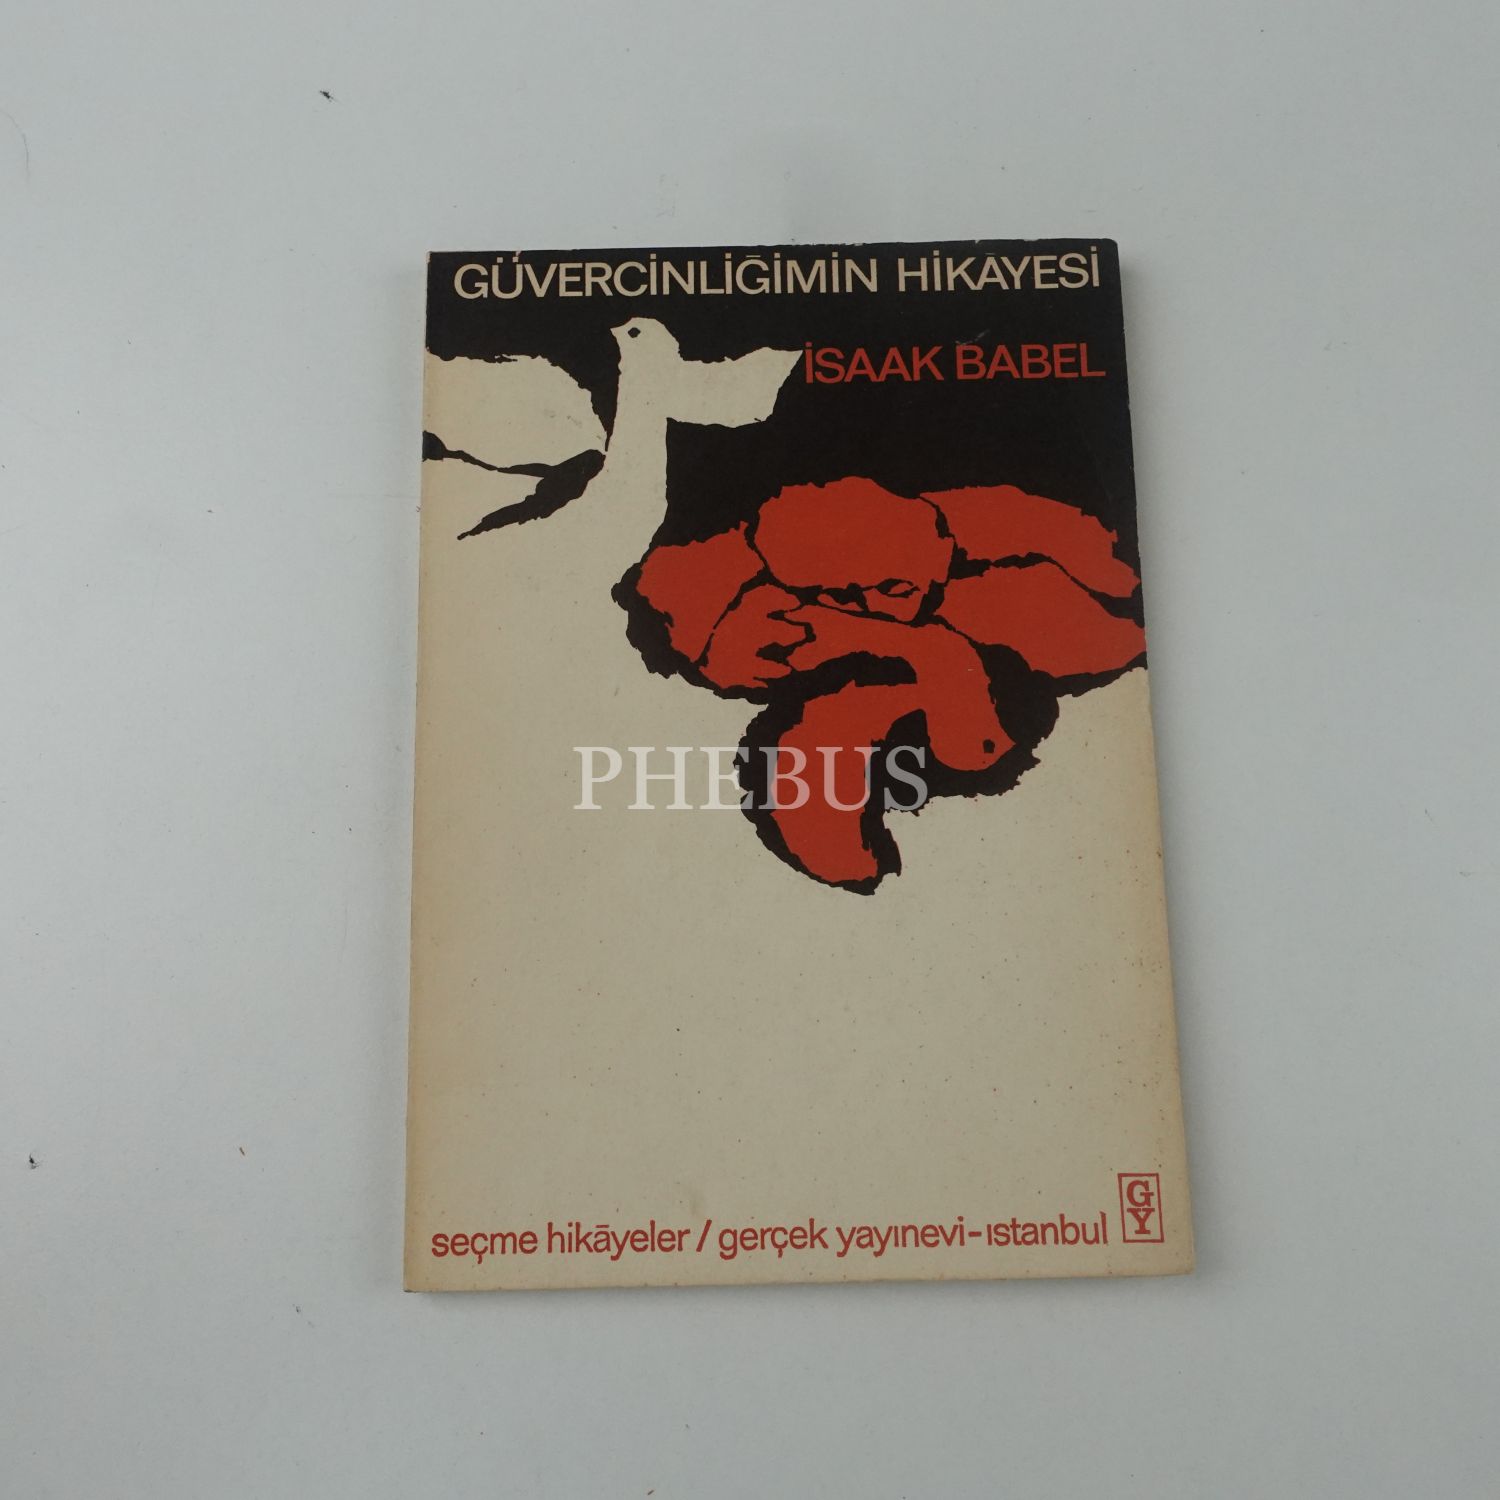 GÜVERCİNLİĞİMİN HİKÂYESİ
İSAAK BABEL
PHEBUS
seçme hikâyeler / gerçek yayınevi-ıstanbul
GY